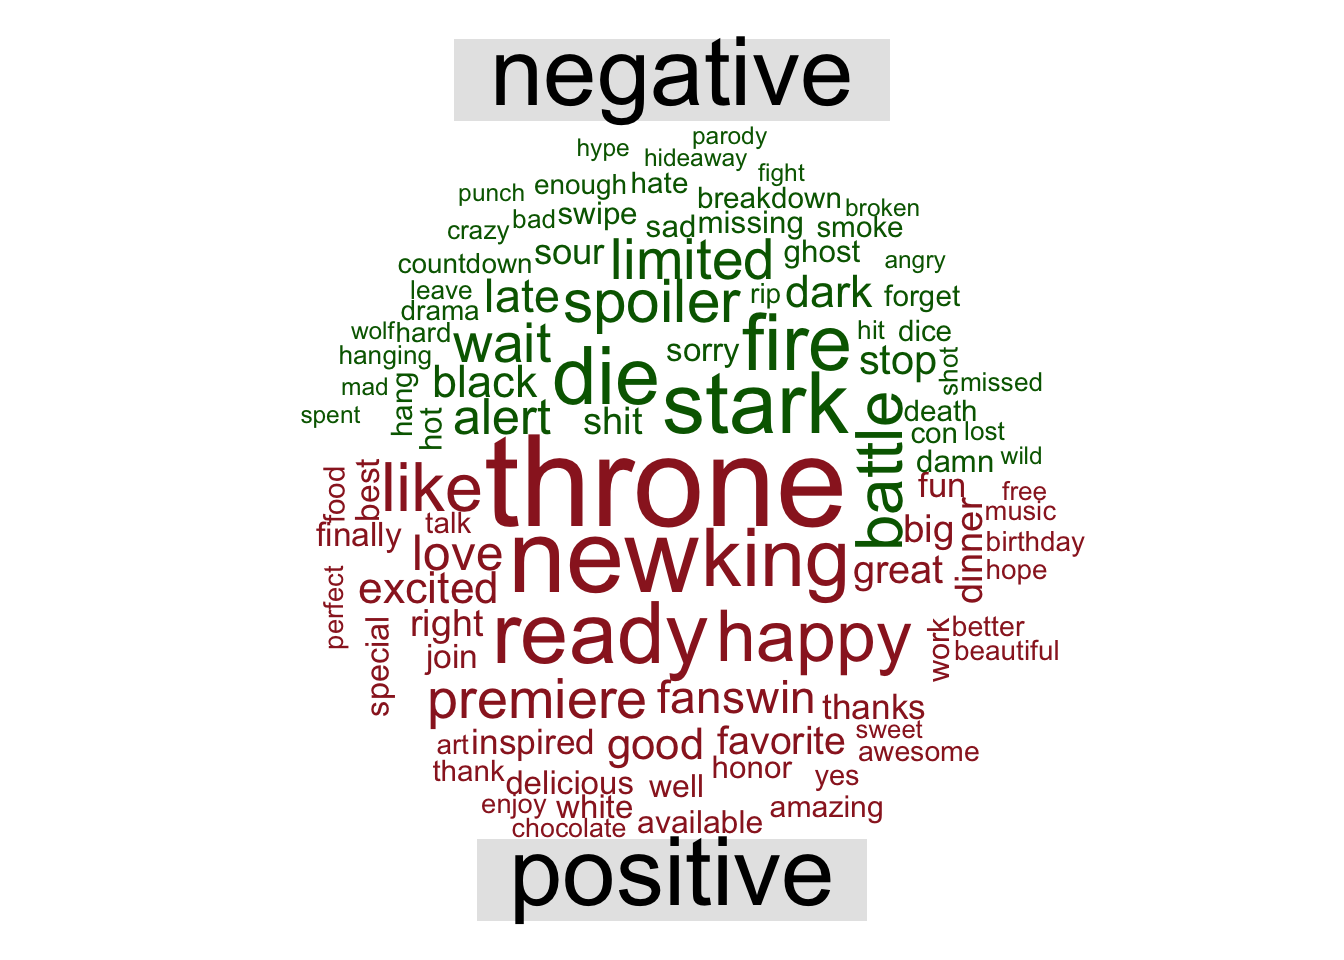 negative
parody
hype
hideaway
fight
punch enough hate breakdown broken
crazy bad swipe sad missing smoke
countdown sour limited ghost angry
leave late spoiler rip dark forget
drama
wolf hard wait die sorry fire hit dice
hanging stop shot
mad hang black stark missed
spent hot alert shit battle death
con lost
damn wild
food best like throne fun free
finally talk big dinner music
love new king birthday
perfect excited great hope
special right ready happy work better
join beautiful
premiere fanswin thanks
art inspired good favorite sweet
awesome
thank delicious well honor yes
enjoy white amazing
chocolate available
positive